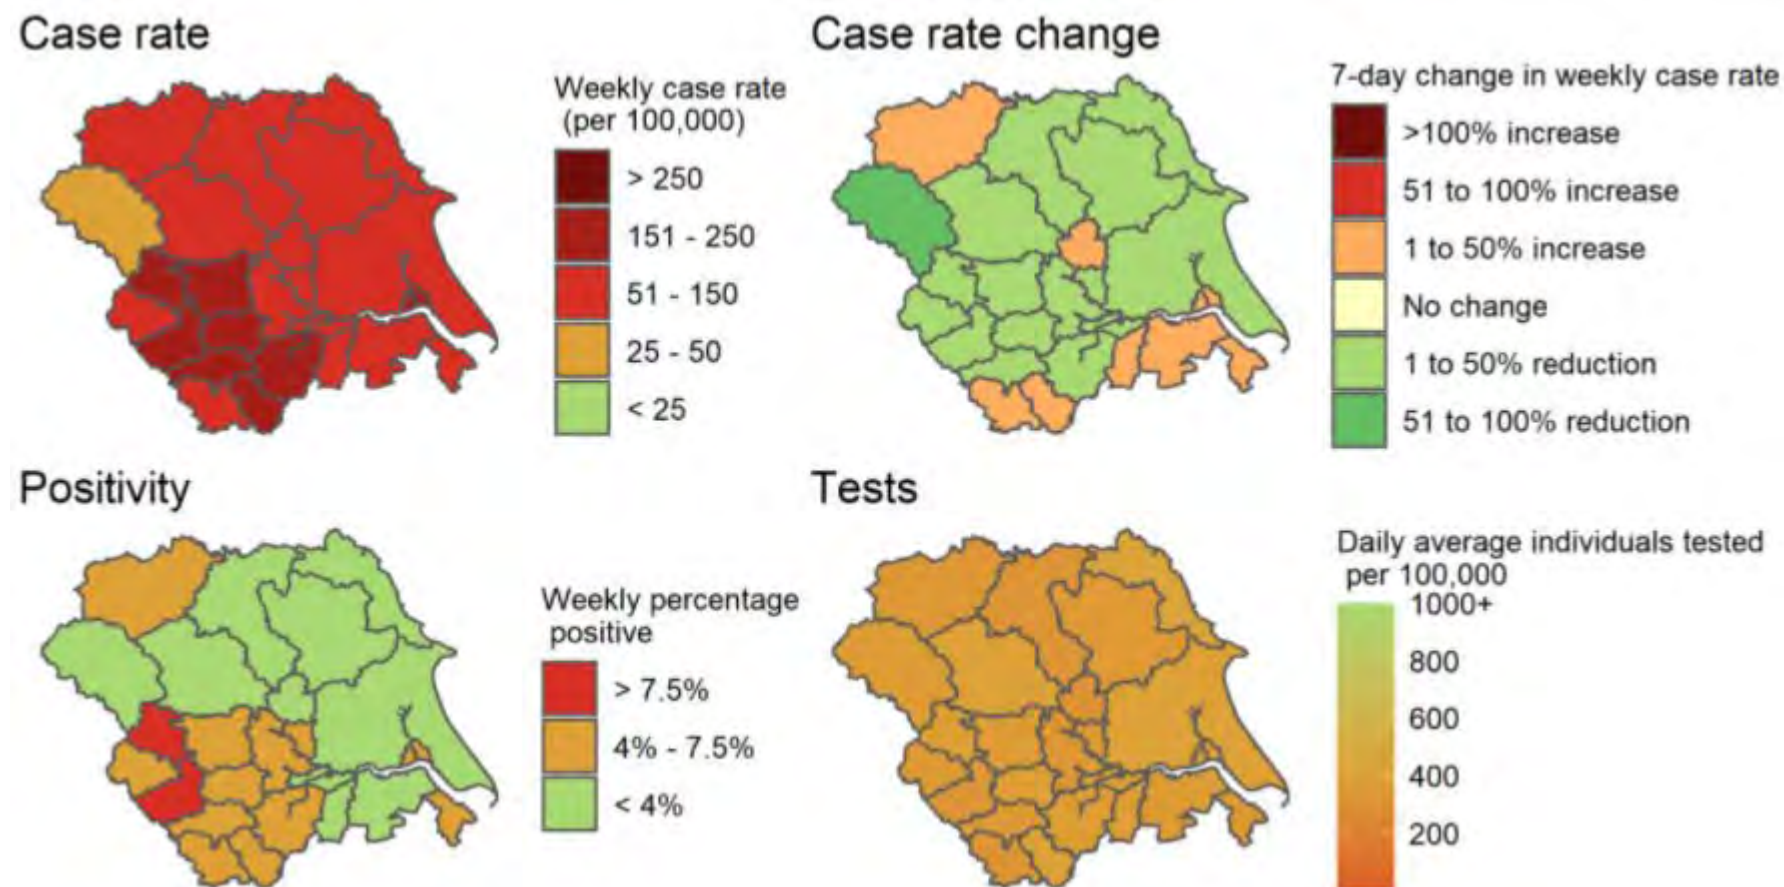 Case rate
Weekly case rate
(per 100,000)
> 250
151 - 250
51 - 150
25 - 50
< 25
Case rate change
7-day change in weekly case rate
>100% increase
51 to 100% increase
1 to 50% increase
No change
1 to 50% reduction
51 to 100% reduction
Positivity
Weekly percentage
positive
> 7.5%
4% - 7.5%
< 4%
Tests
Daily average individuals tested
per 100,000
1000+
800
600
400
200